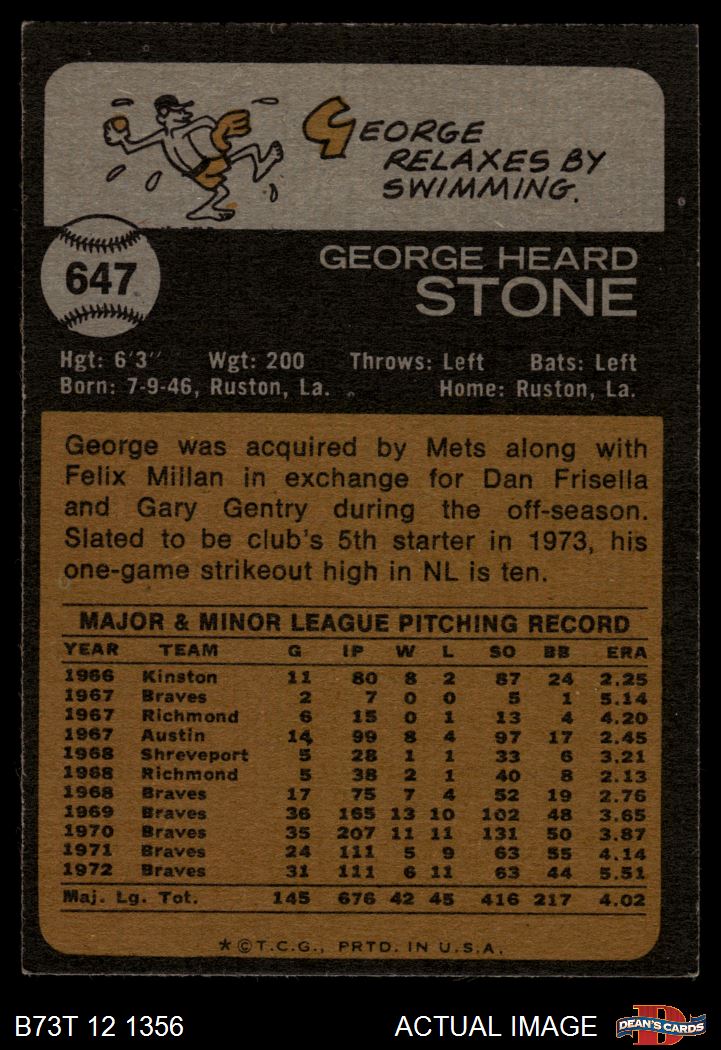 GEORGE
RELAXES BY
SWIMMING.
647
GEORGE HEARD
STONE
Hgt: 6'3" Wgt: 200 Throws: Left Bats: Left
Born: 7-9-46, Ruston, La. Home: Ruston, La.
George was acquired by Mets along with
Felix Millan in exchange for Dan Frisella
and Gary Gentry during the off-season.
Slated to be club's 5th starter in 1973, his
one-game strikeout high in NL is ten.
MAJOR & MINOR LEAGUE PITCHING RECORD
YEAR TEAM G IP W L SO BB ERA
1966 Kinston 11 80 8 2 87 24 2.25
1967 Braves 2 7 0 0 5 1 5.14
1967 Richmond 6 15 0 1 13 4 4.20
1967 Austin 14 99 8 4 97 17 2.45
1968 Shreveport 5 28 1 1 33 6 3.21
1968 Richmond 5 38 2 1 40 8 2.13
1968 Braves 17 75 7 4 52 19 2.76
1969 Braves 36 165 13 10 102 48 3.65
1970 Braves 35 207 11 11 131 50 3.87
1971 Braves 24 111 5 9 63 55 4.14
1972 Braves 31 111 6 11 63 44 5.51
Maj. Lg. Tot. 145 676 42 45 416 217 4.02
*©T.C.G., PRTD. IN U.S.A.
B73T 12 1356 ACTUAL IMAGE DEAN'S CARDS